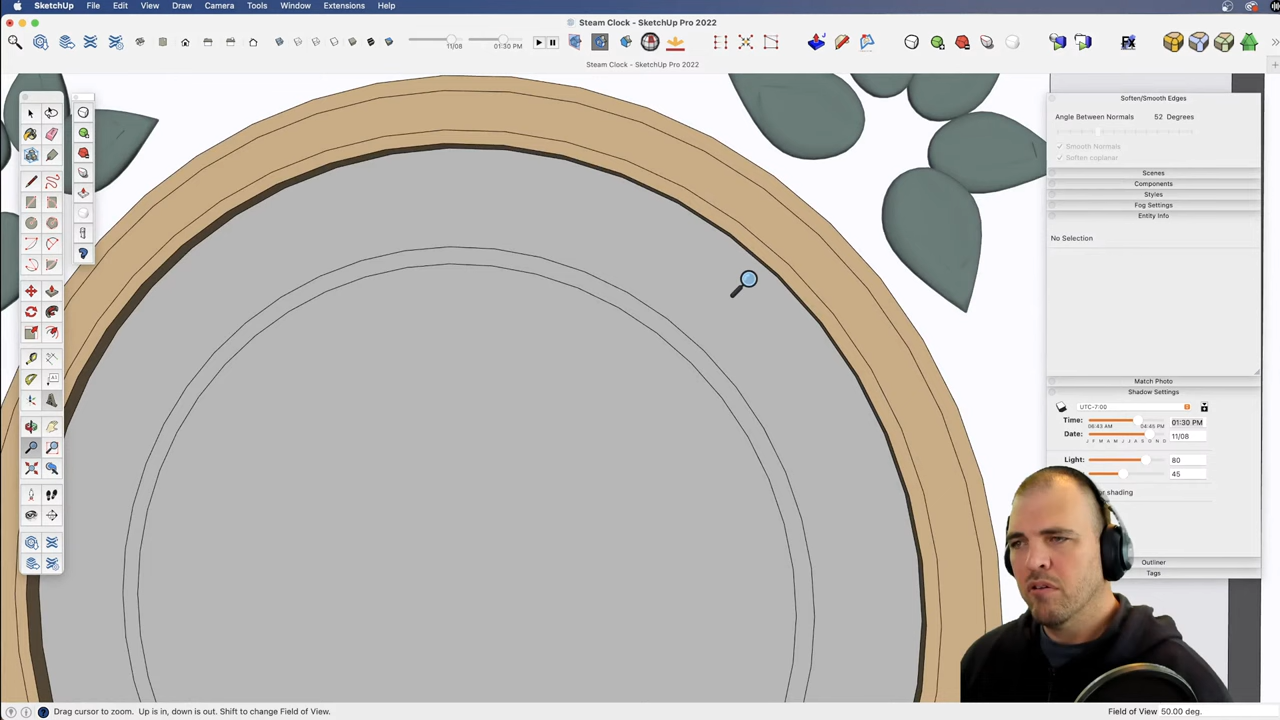 SketchUp File Edit View Draw Camera Tools Window Extensions Help
Steam Clock - SketchUp Pro 2022
11/08 01:30 PM
Steam Clock - SketchUp Pro 2022
Soften/Smooth Edges
Angle Between Normals 52 Degrees
Smooth Normals
Soften coplanar
Scenes
Components
Styles
Fog Settings
Entity Info
No Selection
Match Photo
Shadow Settings
UTC-7:00
Time: 01:30 PM
06:43 AM 04:45 PM
Date: 11/08
J F M A M J J A S O N D
Light: 80
45
shading
Outliner
Tags
Drag cursor to zoom. Up is in, down is out. Shift to change Field of View. Field of View 50.00 deg.